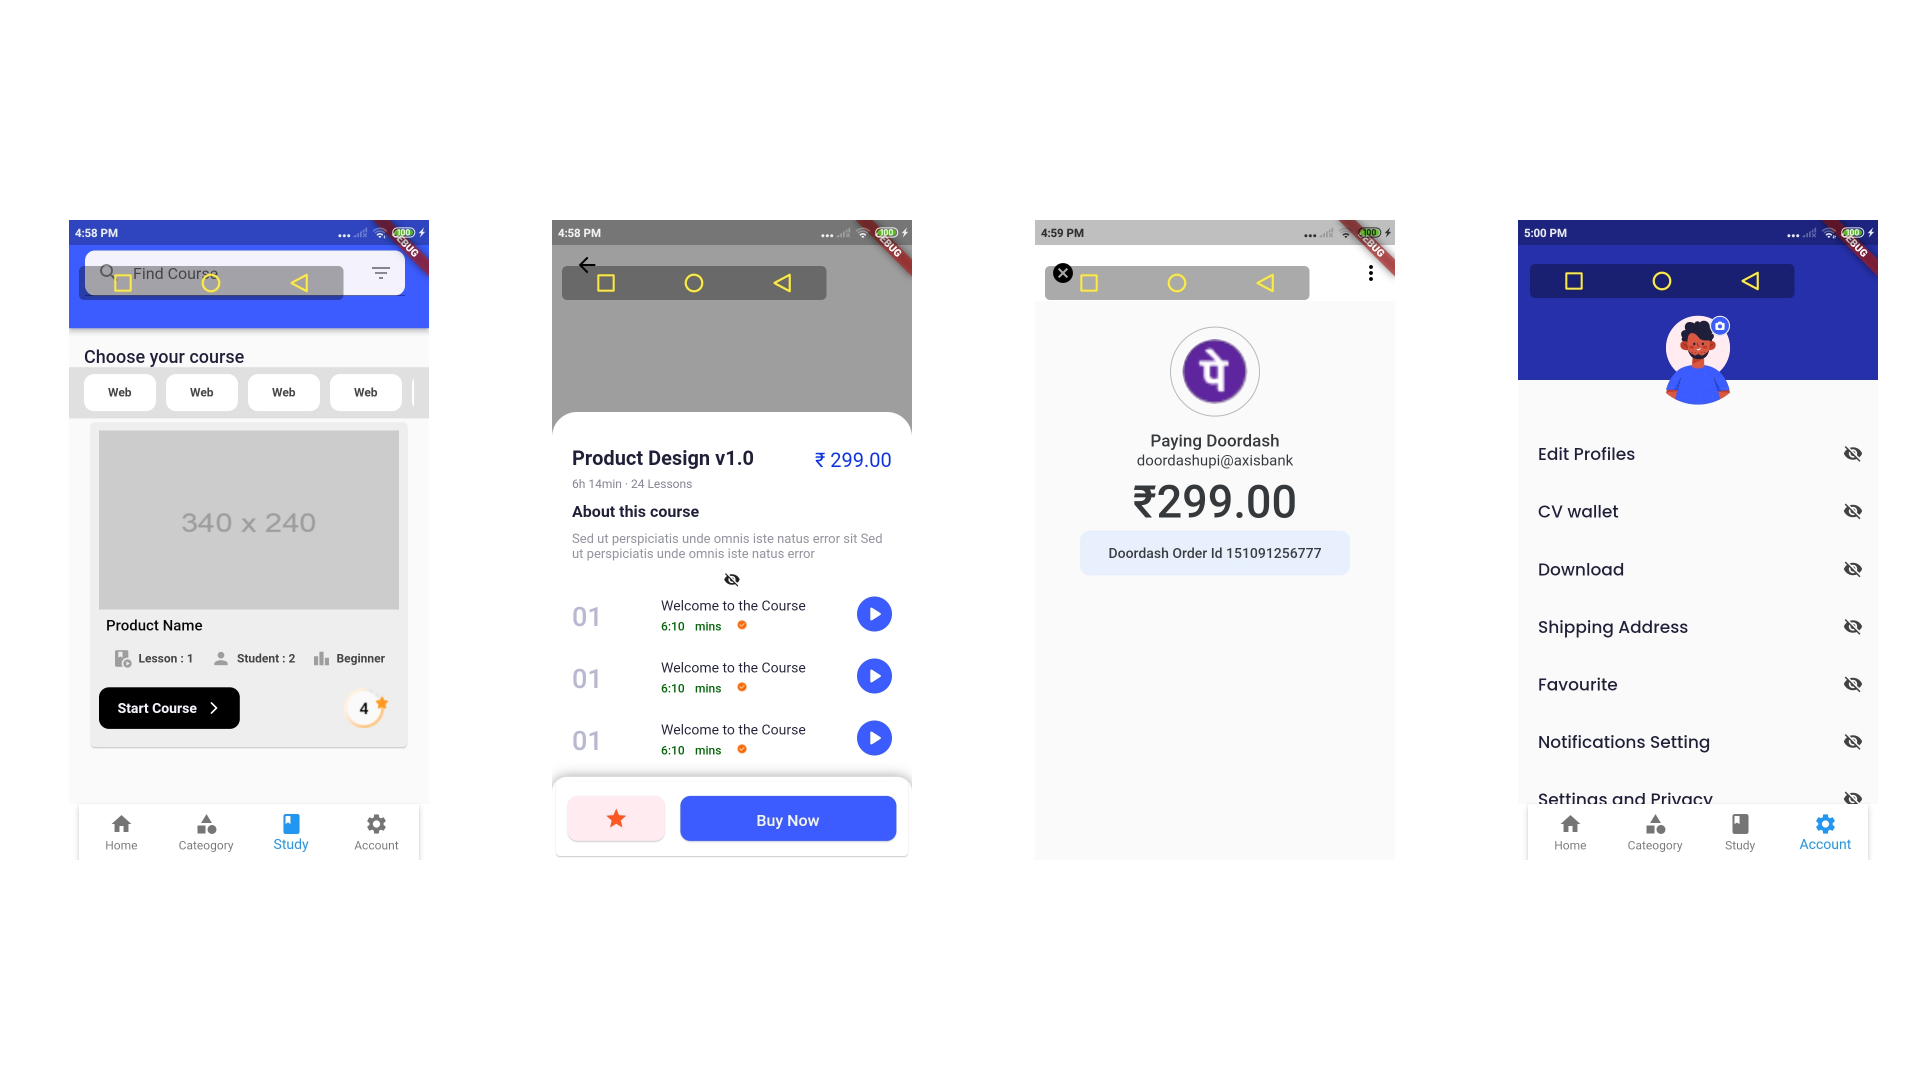 4:58 PM
100
DEBUG
Find Course
Choose your course
Web
Web
Web
Web
340 x 240
Product Name
Lesson : 1
Student : 2
Beginner
Start Course
4
Home
Cateogory
Study
Account
4:58 PM
100
DEBUG
Product Design v1.0
₹ 299.00
6h 14min · 24 Lessons
About this course
Sed ut perspiciatis unde omnis iste natus error sit Sed
ut perspiciatis unde omnis iste natus error
01
Welcome to the Course
6:10 mins
01
Welcome to the Course
6:10 mins
01
Welcome to the Course
6:10 mins
Buy Now
4:59 PM
100
DEBUG
पे
Paying Doordash
doordashupi@axisbank
₹299.00
Doordash Order Id 151091256777
5:00 PM
100
DEBUG
Edit Profiles
CV wallet
Download
Shipping Address
Favourite
Notifications Setting
Settings and Privacy
Home
Cateogory
Study
Account